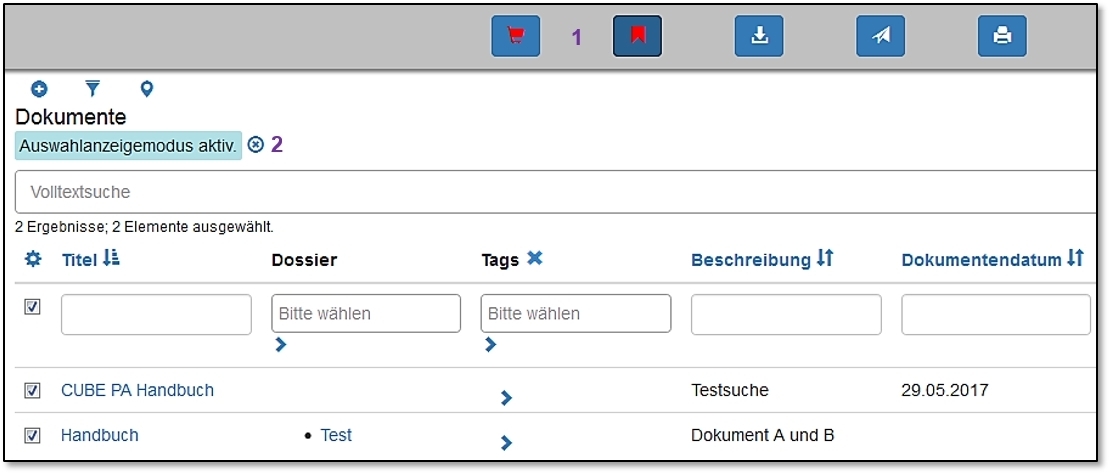 1
Dokumente
Auswahlanzeigemodus aktiv. 2
Volltextsuche
2 Ergebnisse; 2 Elemente ausgewählt.
Titel Dossier Tags Beschreibung Dokumentendatum
Bitte wählen Bitte wählen
CUBE PA Handbuch Testsuche 29.05.2017
Handbuch • Test Dokument A und B